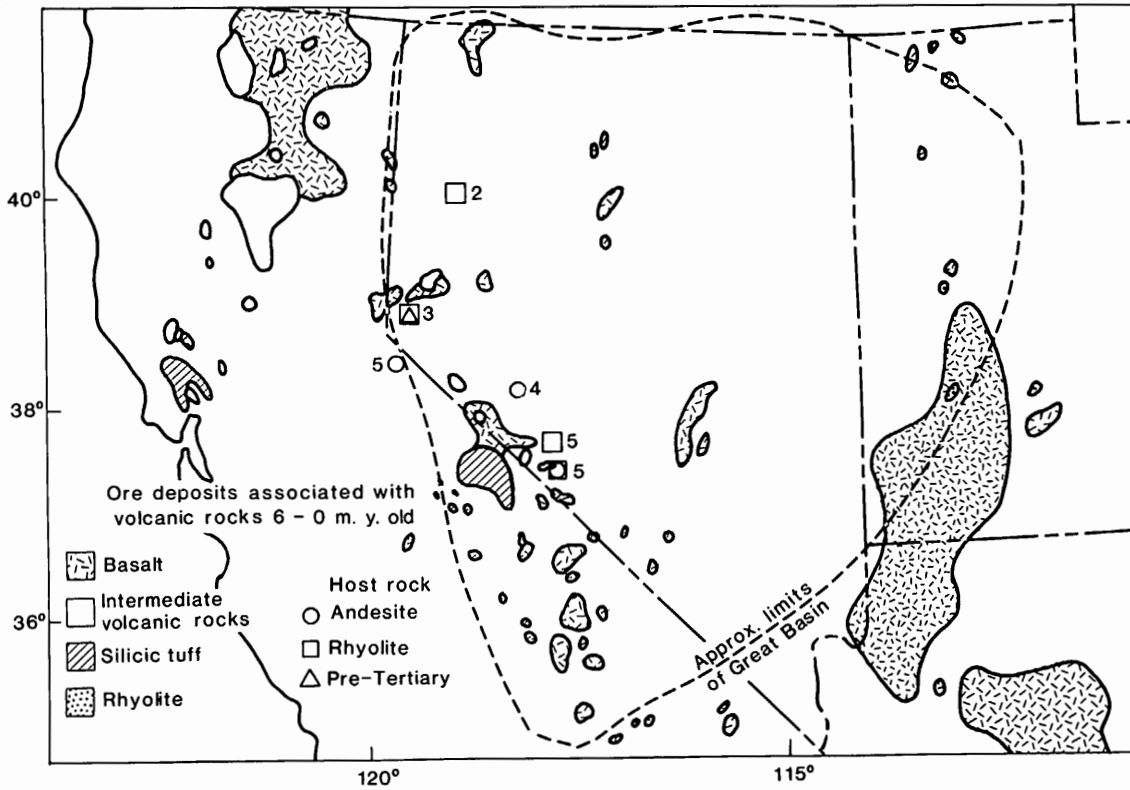 40°
2
3
5
4
38°
5
5
Ore deposits associated with
volcanic rocks 6 – 0 m. y. old
Basalt
Intermediate
volcanic rocks
Silicic tuff
Rhyolite
Host rock
Andesite
Rhyolite
Pre-Tertiary
36°
Approx. limits
of Great Basin
120°
115°